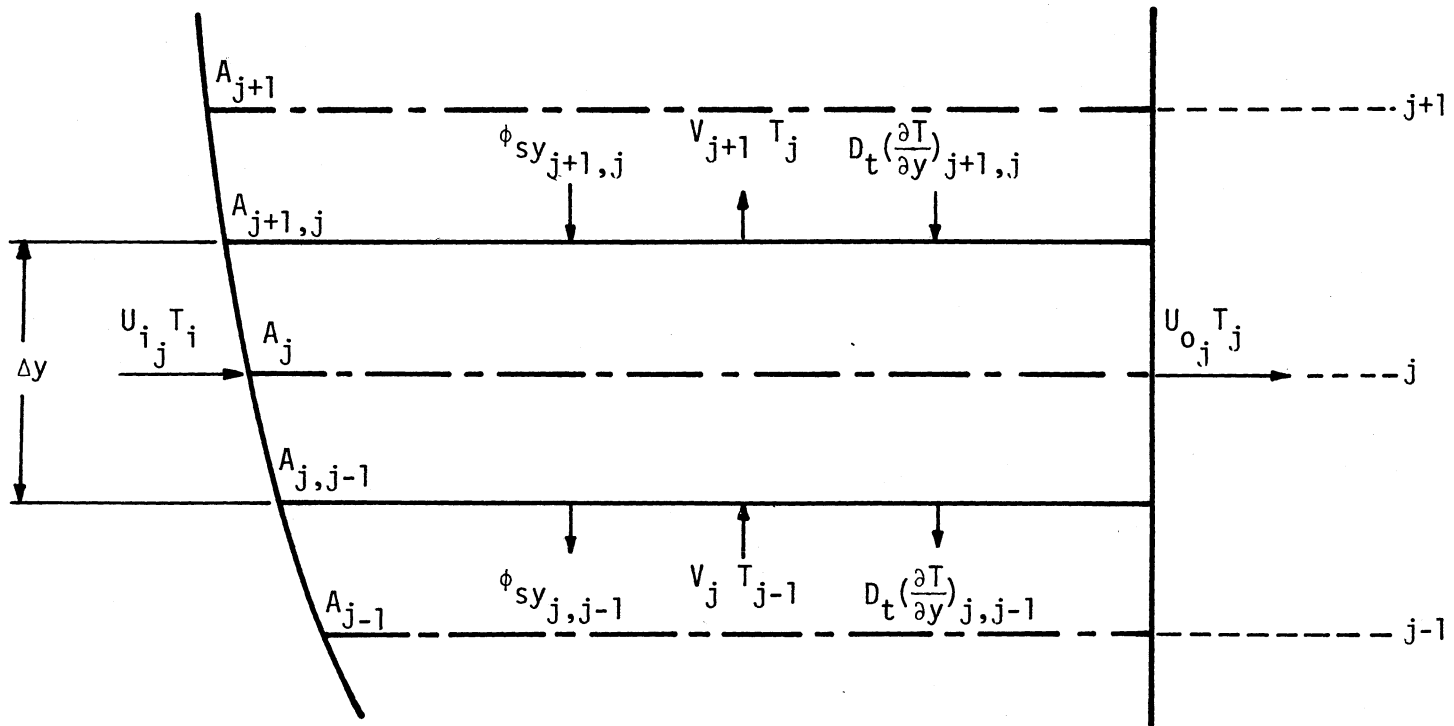 A_{j+1}
j+1
ϕ_{sy_{j+1,j}} V_{j+1} T_j D_t(∂T/∂y)_{j+1,j}
A_{j+1,j}
U_{i_j} T_i A_j U_{o_j} T_j
Δy j
A_{j,j-1}
ϕ_{sy_{j,j-1}} V_j T_{j-1} D_t(∂T/∂y)_{j,j-1}
A_{j-1}
j-1